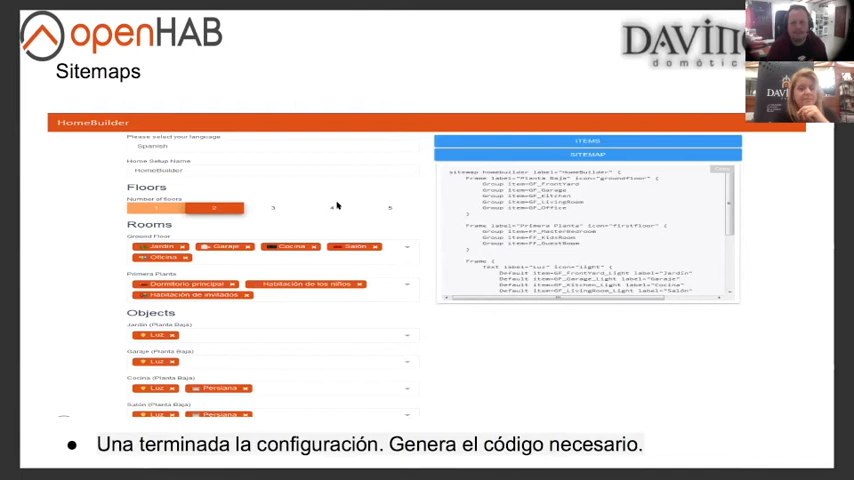 openHAB
DAVIN
domótic
Sitemaps
HomeBuilder
Please select your language
Spanish
Home Setup Name
HomeBuilder
Floors
Number of floors
1 2 3 4 5
Rooms
Ground Floor
Jardín × Garaje × Cocina × Salón ×
Oficina ×
Primera Planta
Dormitorio principal × Habitación de los niños ×
Habitación de invitados ×
Objects
Jardín (Planta Baja)
Luz ×
Garaje (Planta Baja)
Luz ×
Cocina (Planta Baja)
Luz × Persiana ×
Salón (Planta Baja)
Luz × Persiana ×
ITEMS
SITEMAP
sitemap homebuilder label="HomeBuilder" {
Frame label="Planta Baja" icon="groundfloor" {
Group item=GF_FrontYard
Group item=GF_Garage
Group item=GF_Kitchen
Group item=GF_LivingRoom
Group item=GF_Office
}
Frame label="Primera Planta" icon="firstfloor" {
Group item=FF_MasterBedroom
Group item=FF_KidsRoom
Group item=FF_GuestRoom
}
Frame {
Text label="Luz" icon="light" {
Default item=GF_FrontYard_Light label="Jardín"
Default item=GF_Garage_Light label="Garaje"
Default item=GF_Kitchen_Light label="Cocina"
Default item=GF_LivingRoom_Light label="Salón"
● Una terminada la configuración. Genera el código necesario.